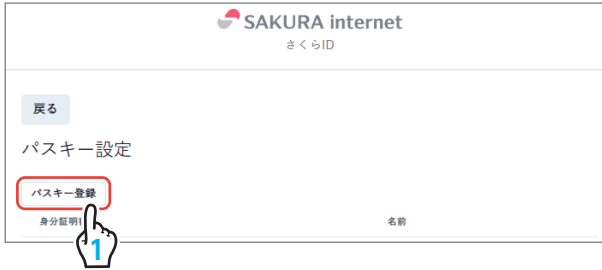 SAKURA internet
さくらID
戻る
パスキー設定
パスキー登録
身分証明 名前
1